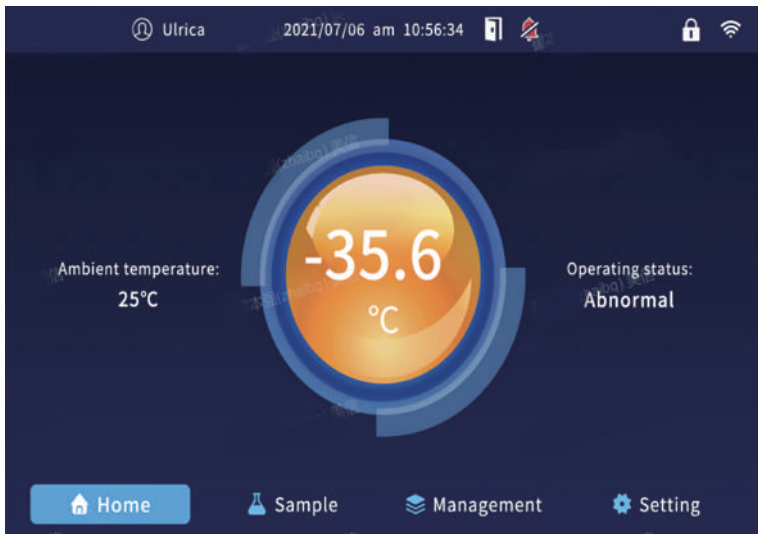 Ulrica 2021/07/06 am 10:56:34
-35.6
°C
Ambient temperature:
25°C
Operating status:
Abnormal
Home Sample Management Setting